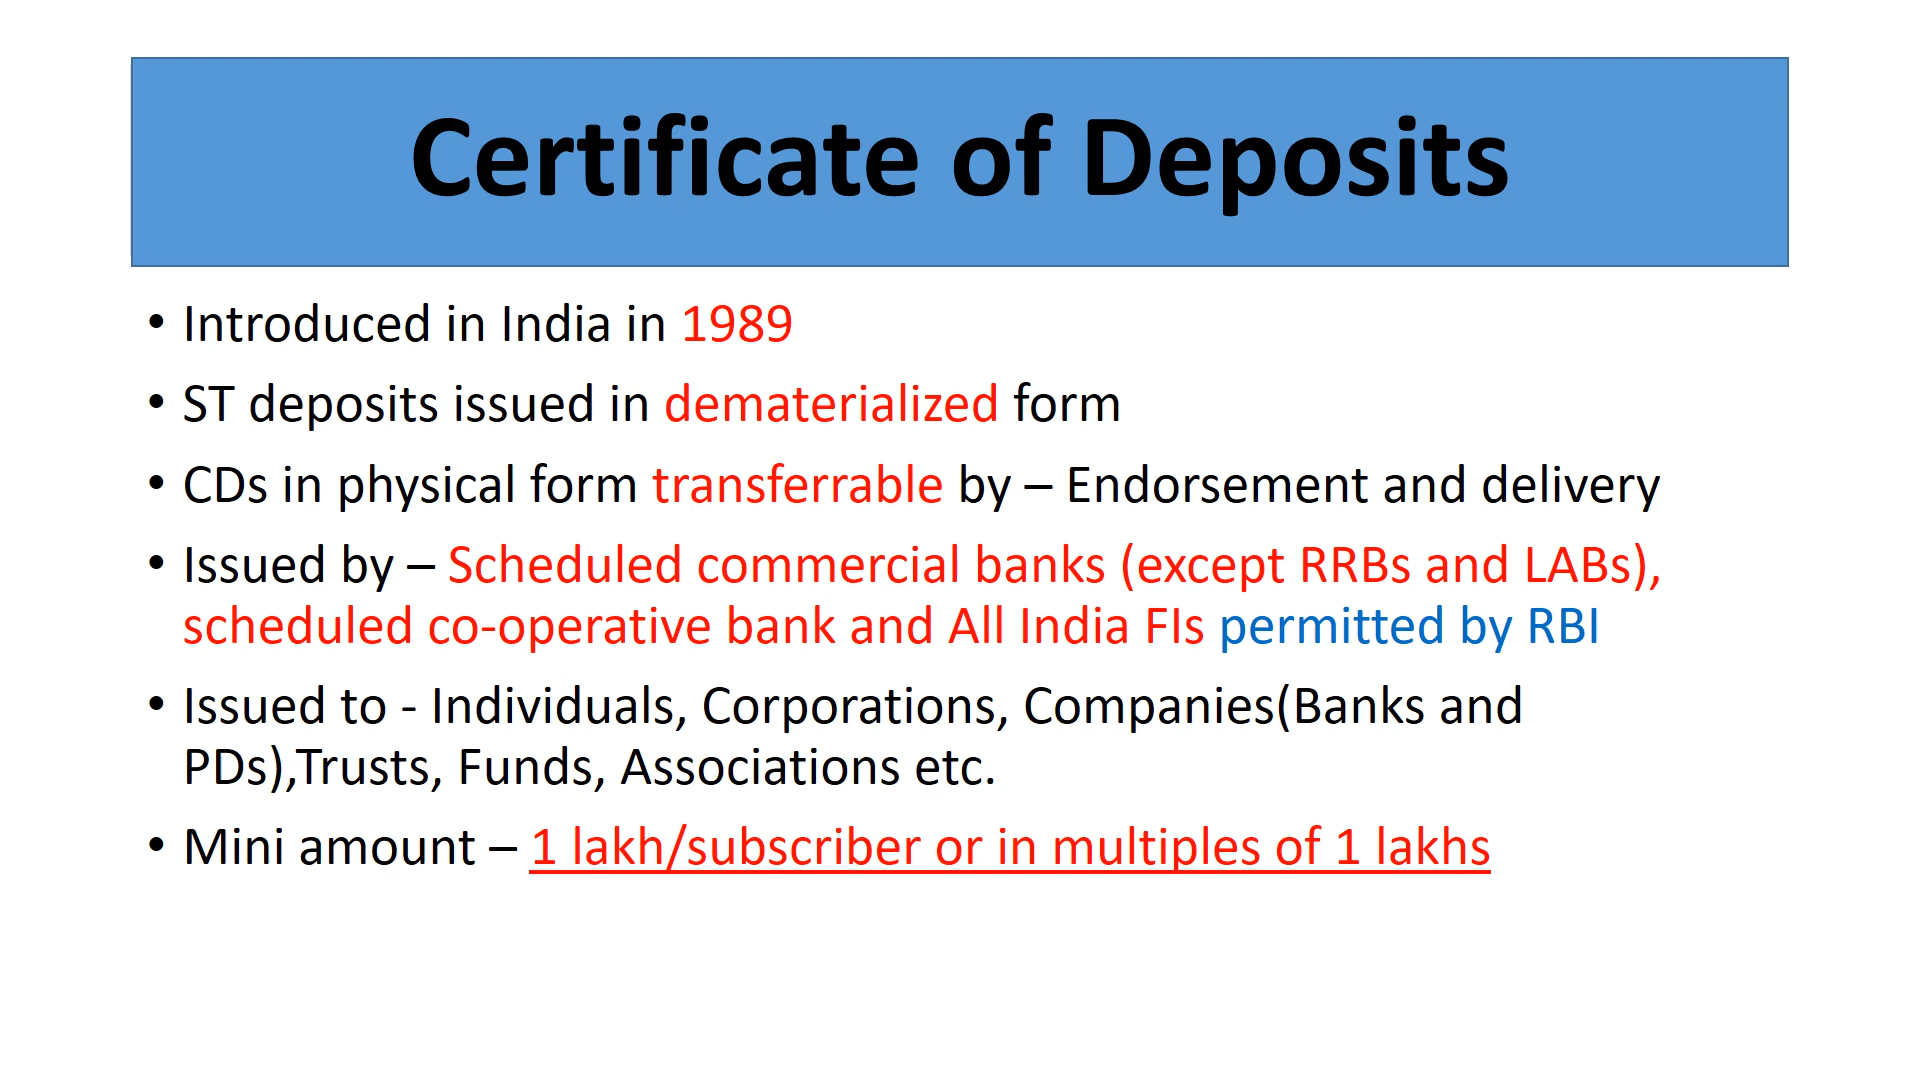 Certificate of Deposits
• Introduced in India in 1989
• ST deposits issued in dematerialized form
• CDs in physical form transferrable by – Endorsement and delivery
• Issued by – Scheduled commercial banks (except RRBs and LABs),
scheduled co-operative bank and All India FIs permitted by RBI
• Issued to - Individuals, Corporations, Companies(Banks and
PDs),Trusts, Funds, Associations etc.
• Mini amount – 1 lakh/subscriber or in multiples of 1 lakhs